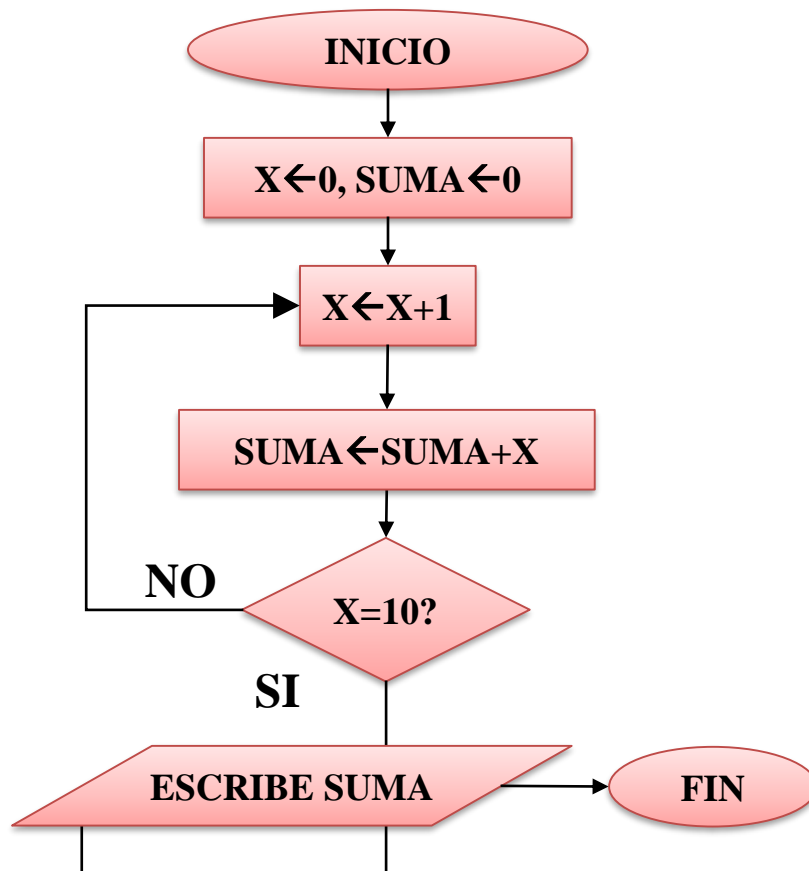 INICIO
X←0, SUMA←0
X←X+1
SUMA←SUMA+X
NO
X=10?
SI
ESCRIBE SUMA
FIN